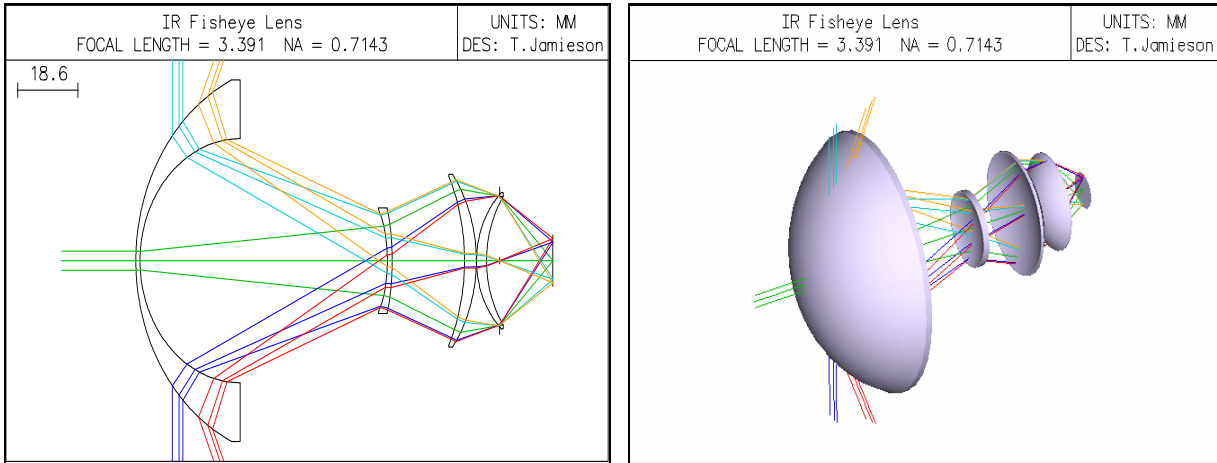 IR Fisheye Lens
FOCAL LENGTH = 3.391 NA = 0.7143
UNITS: MM
DES: T.Jamieson
18.6
IR Fisheye Lens
FOCAL LENGTH = 3.391 NA = 0.7143
UNITS: MM
DES: T.Jamieson